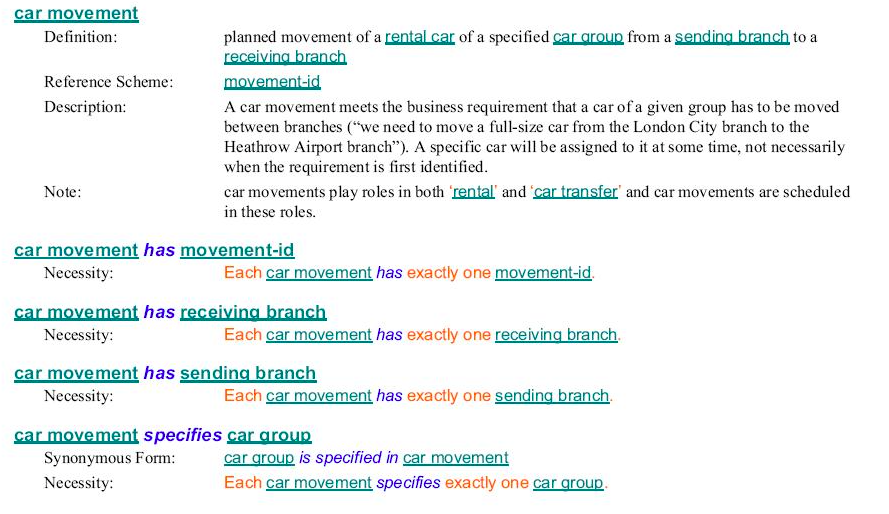 car movement
Definition: planned movement of a rental car of a specified car group from a sending branch to a
receiving branch
Reference Scheme: movement-id
Description: A car movement meets the business requirement that a car of a given group has to be moved
between branches (“we need to move a full-size car from the London City branch to the
Heathrow Airport branch”). A specific car will be assigned to it at some time, not necessarily
when the requirement is first identified.
Note: car movements play roles in both ‘rental’ and ‘car transfer’ and car movements are scheduled
in these roles.
car movement has movement-id
Necessity: Each car movement has exactly one movement-id.
car movement has receiving branch
Necessity: Each car movement has exactly one receiving branch.
car movement has sending branch
Necessity: Each car movement has exactly one sending branch.
car movement specifies car group
Synonymous Form: car group is specified in car movement
Necessity: Each car movement specifies exactly one car group.